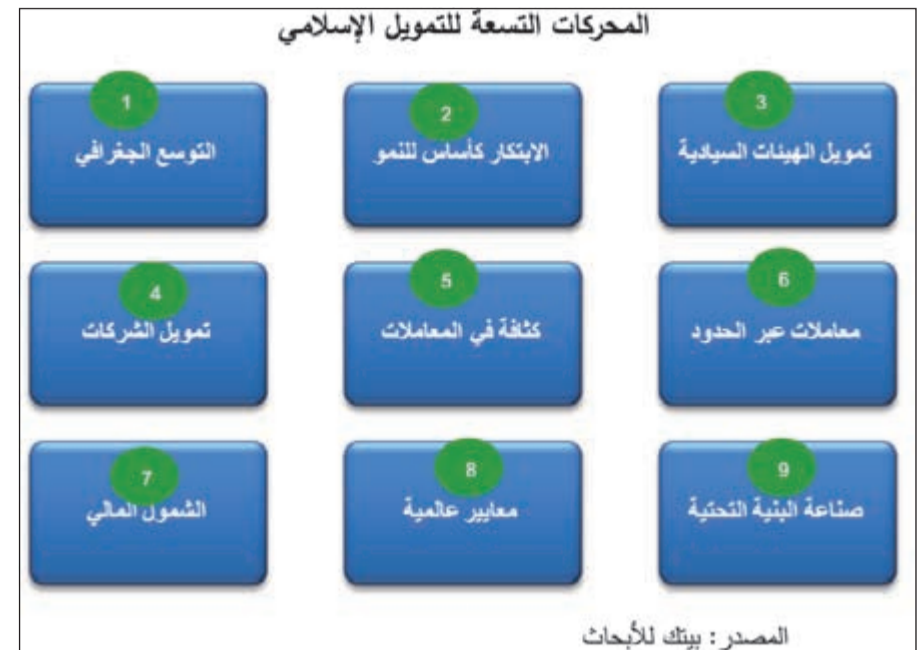 المحركات التسعة للتمويل الإسلامي
1
التوسع الجغرافي
2
الابتكار كأساس للنمو
3
تمويل الهيئات السيادية
4
تمويل الشركات
5
كثافة في المعاملات
6
معاملات عبر الحدود
7
الشمول المالي
8
معايير عالمية
9
صناعة البنية التحتية
المصدر : بيتك للأبحاث